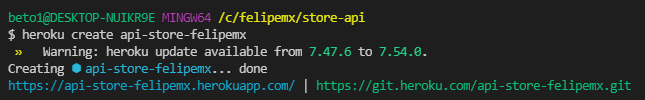 beto1@DESKTOP-NUIKR9E MINGW64 /c/felipemx/store-api
$ heroku create api-store-felipemx
» Warning: heroku update available from 7.47.6 to 7.54.0.
Creating ⬢ api-store-felipemx... done
https://api-store-felipemx.herokuapp.com/ | https://git.heroku.com/api-store-felipemx.git